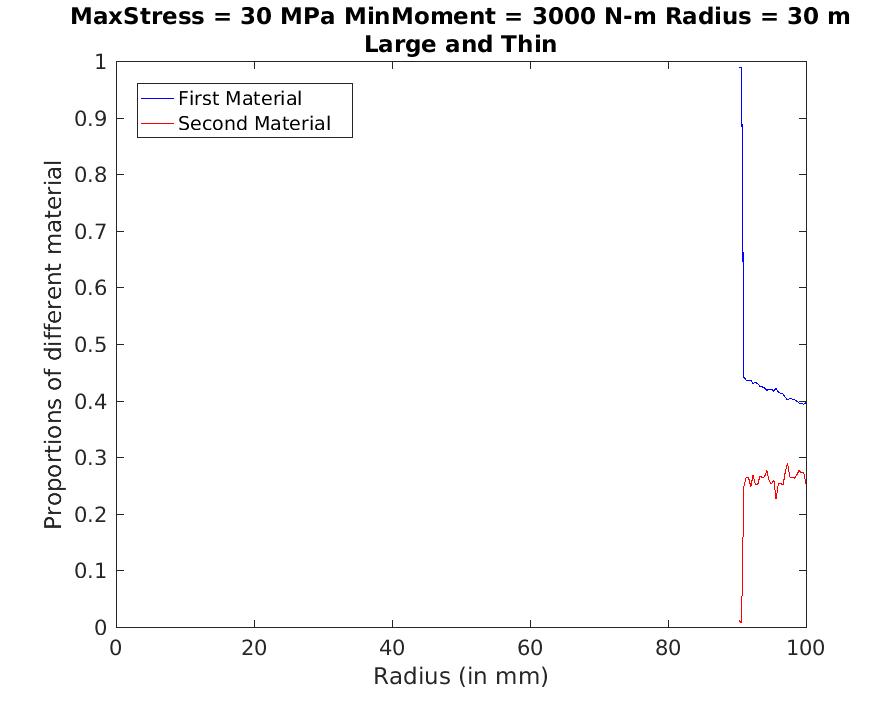 MaxStress = 30 MPa MinMoment = 3000 N-m Radius = 30 m
Large and Thin
First Material
Second Material
Proportions of different material
1
0.9
0.8
0.7
0.6
0.5
0.4
0.3
0.2
0.1
0
0 20 40 60 80 100
Radius (in mm)